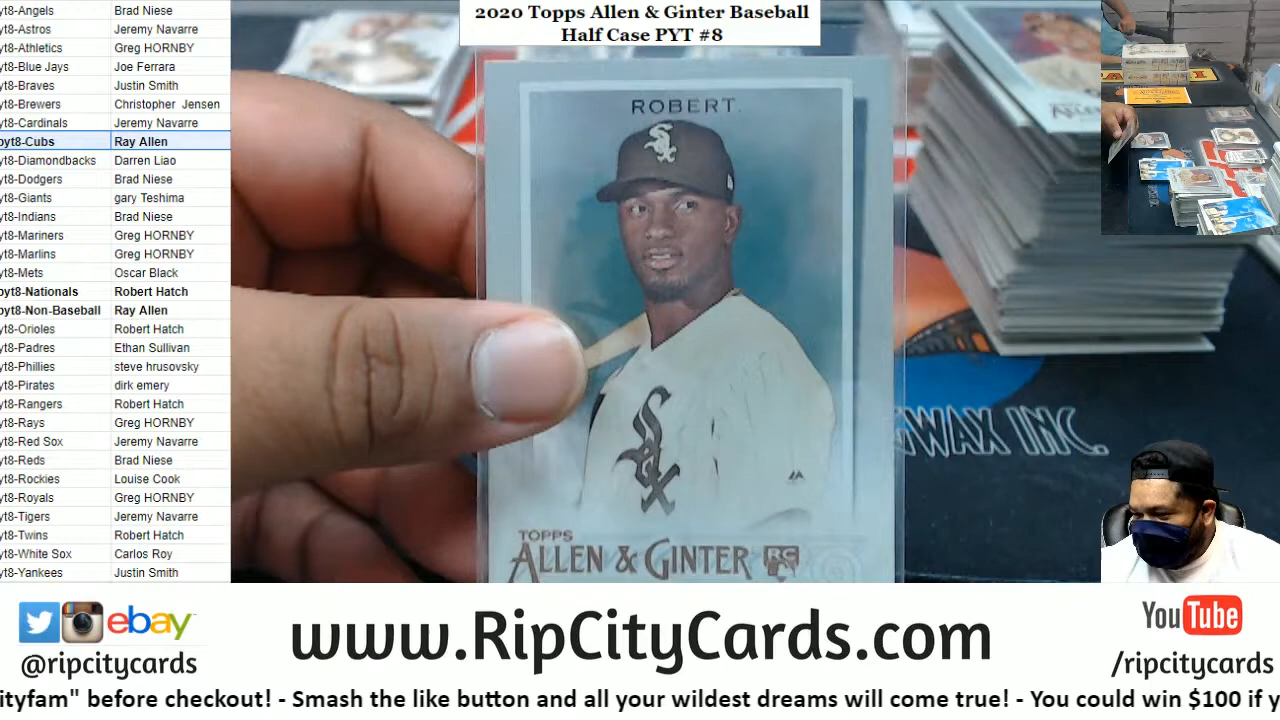 2020 Topps Allen & Ginter Baseball
Half Case PYT #8
yt8-Angels Brad Niese
yt8-Astros Jeremy Navarre
yt8-Athletics Greg HORNBY
yt8-Blue Jays Joe Ferrara
yt8-Braves Justin Smith
yt8-Brewers Christopher Jensen
yt8-Cardinals Jeremy Navarre
pyt8-Cubs Ray Allen
yt8-Diamondbacks Darren Liao
yt8-Dodgers Brad Niese
yt8-Giants gary Teshima
yt8-Indians Brad Niese
yt8-Mariners Greg HORNBY
yt8-Marlins Greg HORNBY
yt8-Mets Oscar Black
pyt8-Nationals Robert Hatch
pyt8-Non-Baseball Ray Allen
yt8-Orioles Robert Hatch
yt8-Padres Ethan Sullivan
yt8-Phillies steve hrusovsky
yt8-Pirates dirk emery
yt8-Rangers Robert Hatch
yt8-Rays Greg HORNBY
yt8-Red Sox Jeremy Navarre
yt8-Reds Brad Niese
yt8-Rockies Louise Cook
yt8-Royals Greg HORNBY
yt8-Tigers Jeremy Navarre
yt8-Twins Robert Hatch
yt8-White Sox Carlos Roy
yt8-Yankees Justin Smith
ROBERT
Sox
Sox
TOPPS
ALLEN & GINTER RC
WAX INC.
ebay
@ripcitycards
www.RipCityCards.com
YouTube
/ripcitycards
ityfam" before checkout! - Smash the like button and all your wildest dreams will come true! - You could win $100 if y